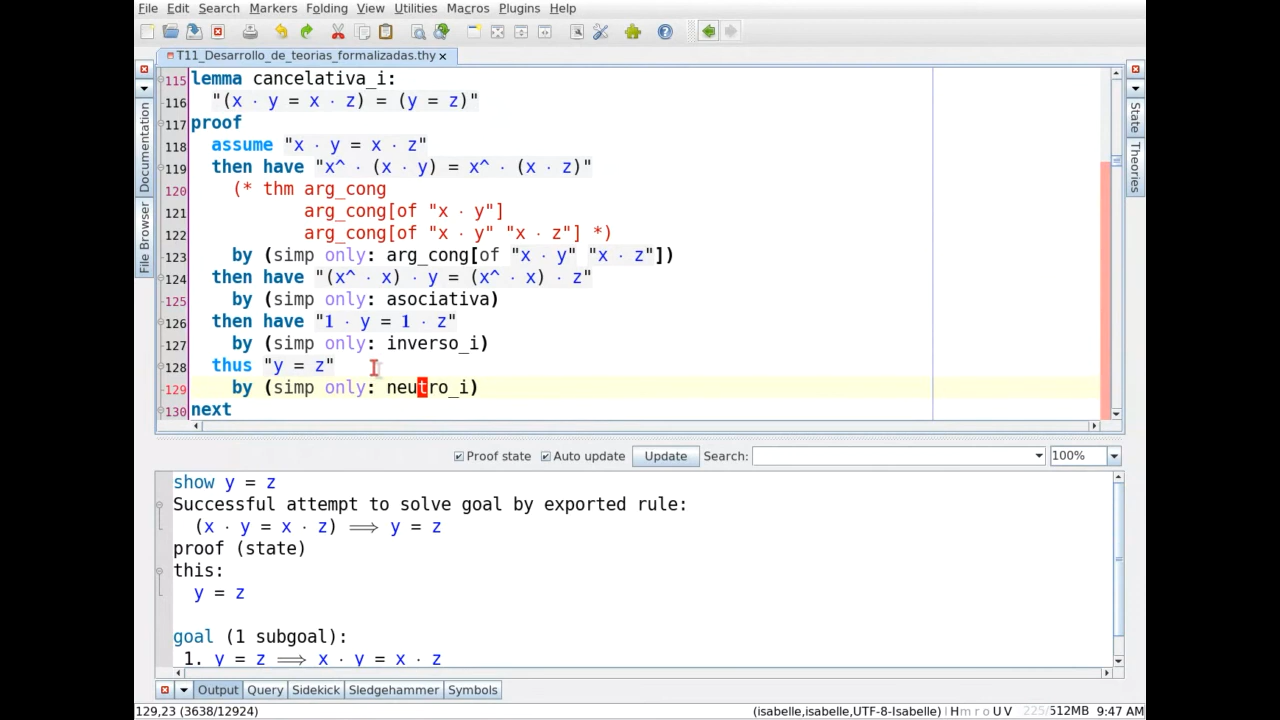 File Edit Search Markers Folding View Utilities Macros Plugins Help
T11_Desarrollo_de_teorias_formalizadas.thy
115 lemma cancelativa_i:
116 "(x · y = x · z) = (y = z)"
117 proof
118 assume "x · y = x · z"
119 then have "x^ · (x · y) = x^ · (x · z)"
120 (* thm arg_cong
121 arg_cong[of "x · y"]
122 arg_cong[of "x · y" "x · z"] *)
123 by (simp only: arg_cong[of "x · y" "x · z"])
124 then have "(x^ · x) · y = (x^ · x) · z"
125 by (simp only: asociativa)
126 then have "1 · y = 1 · z"
127 by (simp only: inverso_i)
128 thus "y = z"
129 by (simp only: neutro_i)
130 next
Documentation
File Browser
State
Theories
Proof state Auto update Update Search: 100%
show y = z
Successful attempt to solve goal by exported rule:
(x · y = x · z) ⟹ y = z
proof (state)
this:
y = z
goal (1 subgoal):
1. y = z ⟹ x · y = x · z
Output Query Sidekick Sledgehammer Symbols
129,23 (3638/12924) (isabelle,isabelle,UTF-8-Isabelle) | H m r o U V 225/512MB 9:47 AM